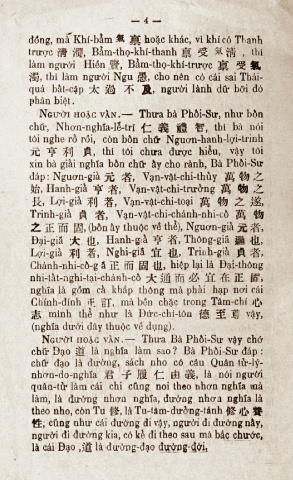 — 4 —
đồng, mà Khí-bẩm 氣 禀 hoặc khác, vì khí có Thanh
trược 清 濁, Bẩm-thọ-khí-thanh 禀 受 氣 清, thì
làm người Hiền 賢, Bẩm-thọ-khí-trược 禀 受 氣
濁, thì làm người Ngu 愚, cho nên có cái sai Thái-
quá bất-cập 太 過 不 及, người lành dữ bởi đó
phân biệt.
NGƯỜI HOẶC VẤN.— Thưa bà Phối-Sư, như bốn
chữ, Nhơn-nghĩa-lễ-trí 仁 義 禮 智, thì bà nói
tôi nghe rõ rồi, còn bốn chữ Nguơn-hanh-lợi-trinh
元 亨 利 貞, thì tôi chưa được hiểu, vậy tôi
xin bà giải nghĩa bốn chữ ấy cho rành, Bà Phối-Sư
đáp: Nguơn-giả 元 者, Vạn-vật-chi-thủy 萬 物 之
始, Hanh-giả 亨 者, Vạn-vật-chi-trưởng 萬 物 之
長, Lợi-giả 利 者, Vạn-vật-chi-toại 萬 物 之 遂,
Trinh-giả 貞 者, Vạn-vật-chi-chánh-nhi-cố 萬 物
之 正 而 固, (bốn ấy thuộc về thể), Nguơn-giả 元 者,
Đại-giả 大 也, Hanh-giả 亨 者, Thông-giả 通 也,
Lợi-giả 利 者, Nghi-giả 宜 也, Trinh-giả 貞 者,
Chánh-nhi-cố-giả 正 而 固 也, hiệp lại là Đại-thông
nhi-tất-nghi-tại-chánh-cố 大 通 而 必 宜 在 正 固,
nghĩa là gồm cả khắp thông mà phải hạp nơi cái
Chính-đính 正 訂, mà bền chặc trong Tâm-chí 心
志 mình thế như là Đức-chí-tôn 德 至 尊 vậy,
(nghĩa dưới đây thuộc về dụng).
NGƯỜI HOẶC VẤN.— Thưa Bà Phối-Sư vậy chớ
chữ Đạo 道 là nghĩa làm sao? Bà Phối-Sư đáp:
chữ đạo là đường, sách nho có câu Quân-tử-lý-
nhơn-do-nghĩa 君 子 履 仁 由 義, là nói người
quân-tử làm cái chi cũng noi theo nhơn nghĩa mà
làm, là đường nhơn nghĩa, đường nhơn nghĩa là
theo nho, còn Tu 修, là Tu-tâm-dưỡng-tánh 修 心 養
性, cũng như cái đường đi vậy, người đi đường này,
người đi đường kia, có kẻ đi theo sau mà bắc chước,
là cái Đạo 道 là đường-đạo đường-đời.